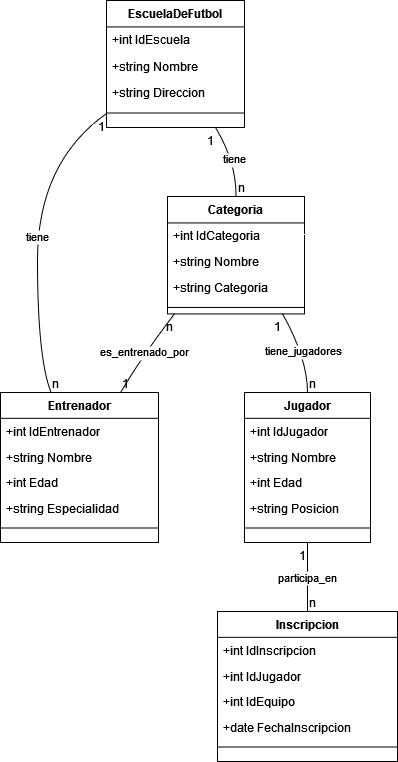 EscuelaDeFutbol
+int IdEscuela
+string Nombre
+string Direccion
1
1
tiene
tiene
n
Categoria
+int IdCategoria
+string Nombre
+string Categoria
n
1
es_entrenado_por
tiene_jugadores
n
1
n
Entrenador
+int IdEntrenador
+string Nombre
+int Edad
+string Especialidad
Jugador
+int IdJugador
+string Nombre
+int Edad
+string Posicion
1
participa_en
n
Inscripcion
+int IdInscripcion
+int IdJugador
+int IdEquipo
+date FechaInscripcion